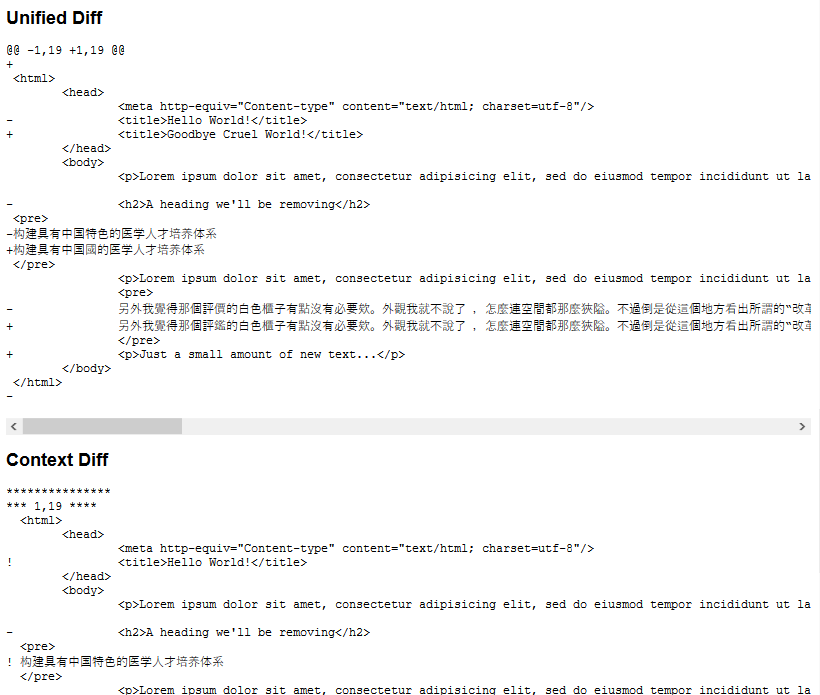 Unified Diff
@@ -1,19 +1,19 @@
+
 <html>
        <head>
                <meta http-equiv="Content-type" content="text/html; charset=utf-8"/>
-               <title>Hello World!</title>
+               <title>Goodbye Cruel World!</title>
        </head>
        <body>
                <p>Lorem ipsum dolor sit amet, consectetur adipisicing elit, sed do eiusmod tempor incididunt ut la
-               <h2>A heading we'll be removing</h2>
 <pre>
-构建具有中国特色的医学人才培养体系
+构建具有中国國的医学人才培养体系
 </pre>
                <p>Lorem ipsum dolor sit amet, consectetur adipisicing elit, sed do eiusmod tempor incididunt ut la
                <pre>
-               另外我覺得那個評價的白色櫃子有點沒有必要欸。外觀我就不說了 ，怎麼連空間都那麼狹隘。不過倒是從這個地方看出所謂的“改革
+               另外我覺得那個評鑑的白色櫃子有點沒有必要欸。外觀我就不說了 ，怎麼連空間都那麼狹隘。不過倒是從這個地方看出所謂的“改革
                </pre>
+               <p>Just a small amount of new text...</p>
        </body>
 </html>
-
Context Diff
***************
*** 1,19 ****
  <html>
        <head>
                <meta http-equiv="Content-type" content="text/html; charset=utf-8"/>
!               <title>Hello World!</title>
        </head>
        <body>
                <p>Lorem ipsum dolor sit amet, consectetur adipisicing elit, sed do eiusmod tempor incididunt ut la
-               <h2>A heading we'll be removing</h2>
  <pre>
! 构建具有中国特色的医学人才培养体系
  </pre>
                <p>Lorem ipsum dolor sit amet, consectetur adipisicing elit, sed do eiusmod tempor incididunt ut la